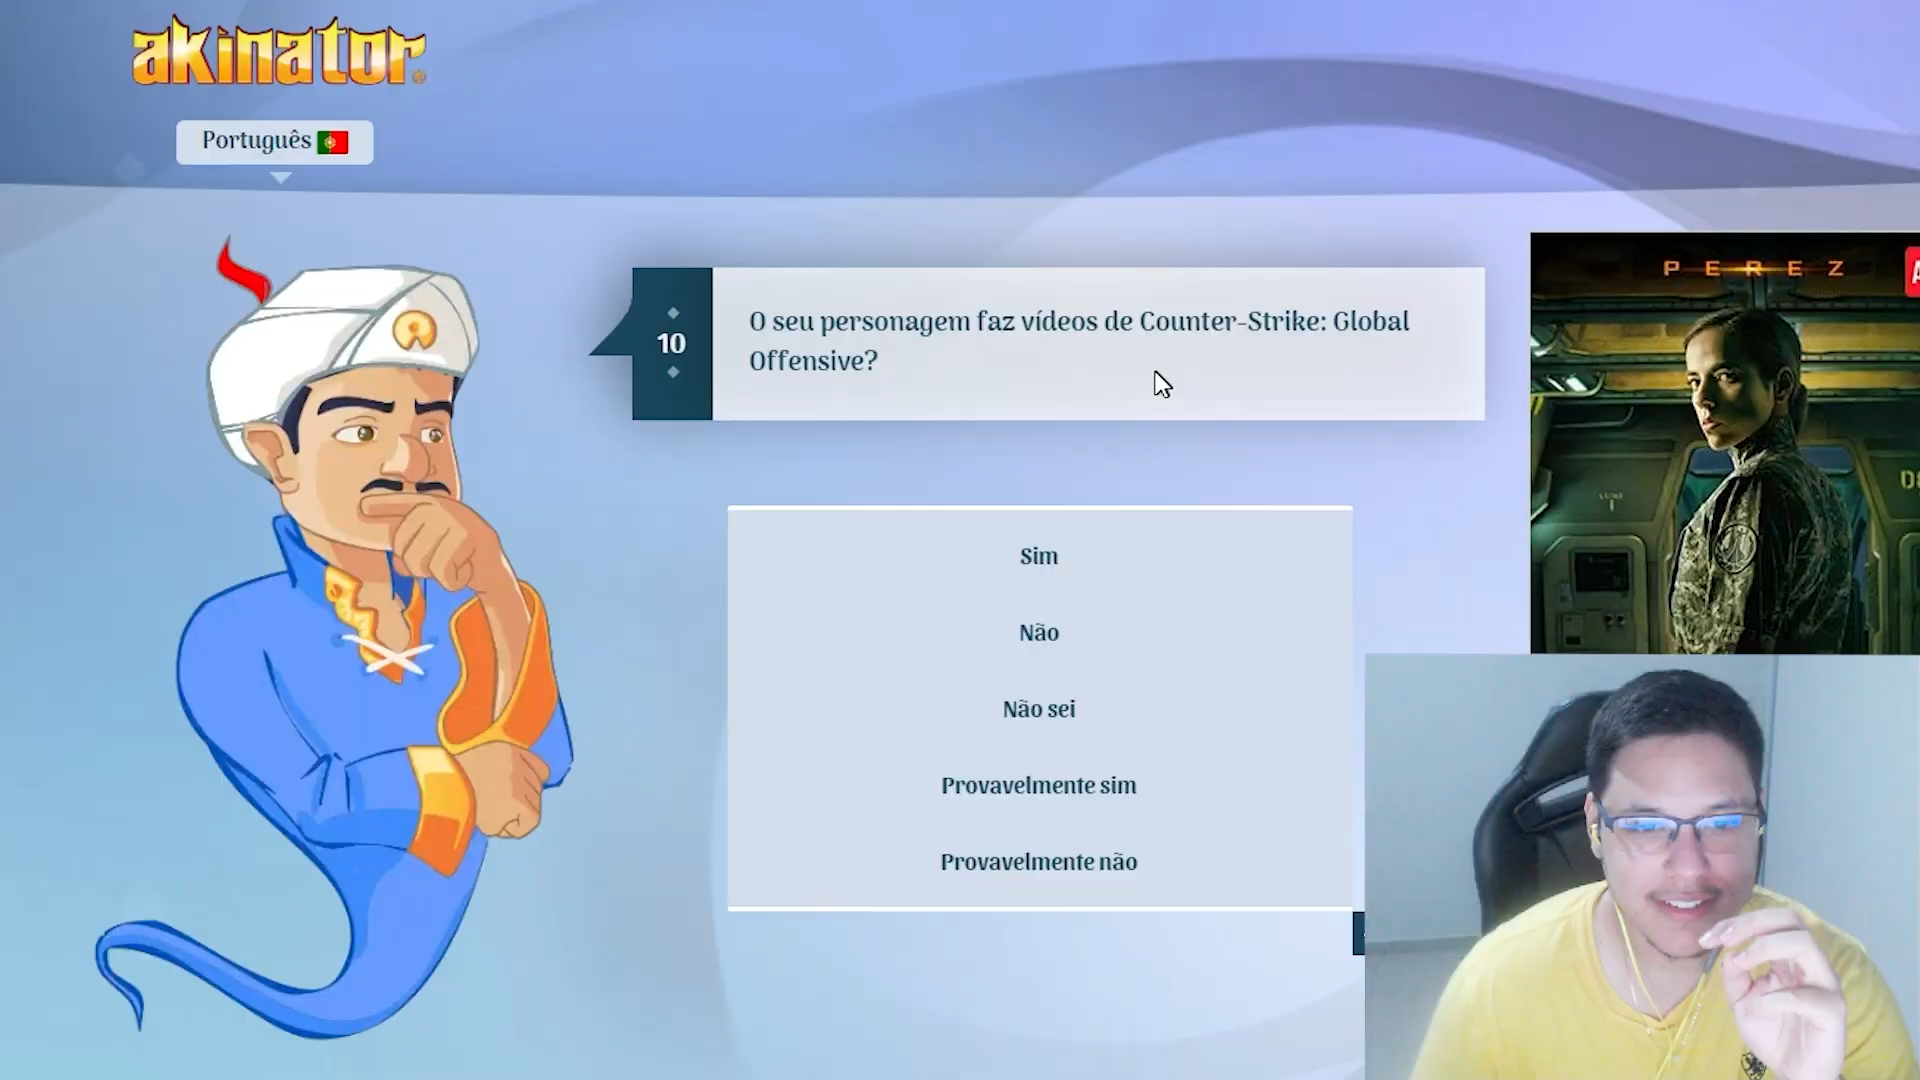 akinator
Português
10
O seu personagem faz vídeos de Counter-Strike: Global
Offensive?
PEREZ
Sim
Não
Não sei
Provavelmente sim
Provavelmente não